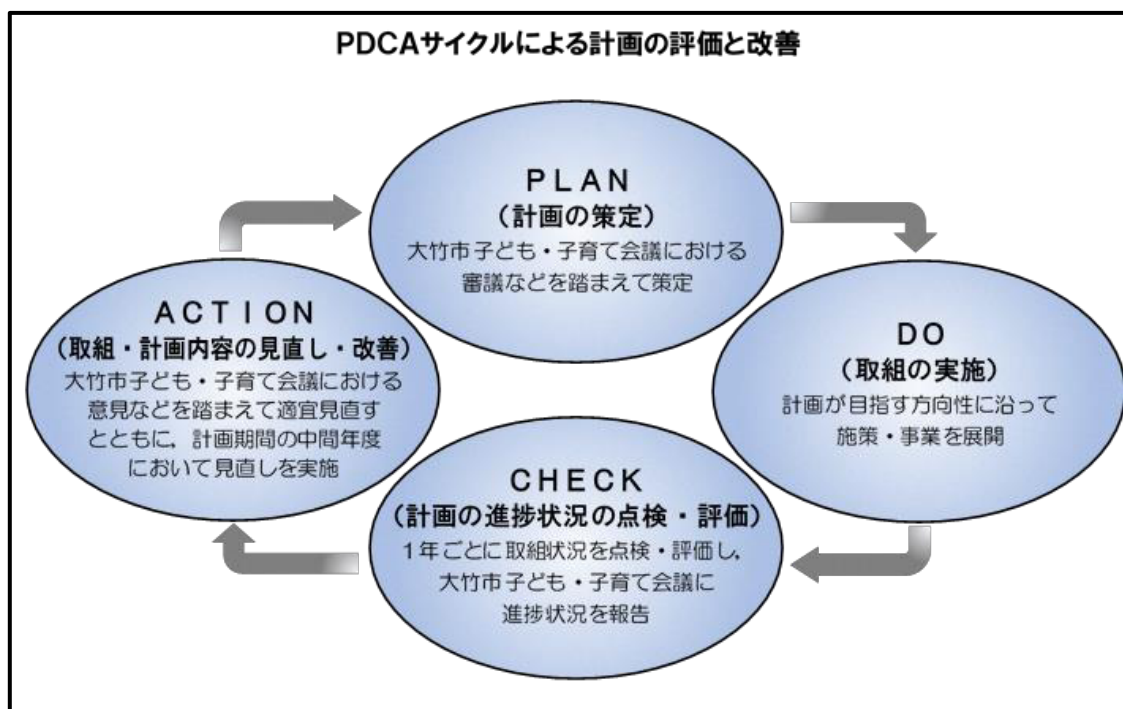 PDCAサイクルによる計画の評価と改善
PLAN
(計画の策定)
大竹市子ども・子育て会議における
審議などを踏まえて策定
DO
(取組の実施)
計画が目指す方向性に沿って
施策・事業を展開
CHECK
(計画の進捗状況の点検・評価)
1年ごとに取組状況を点検・評価し,
大竹市子ども・子育て会議に
進捗状況を報告
ACTION
(取組・計画内容の見直し・改善)
大竹市子ども・子育て会議における
意見などを踏まえて適宜見直す
とともに,計画期間の中間年度
において見直しを実施